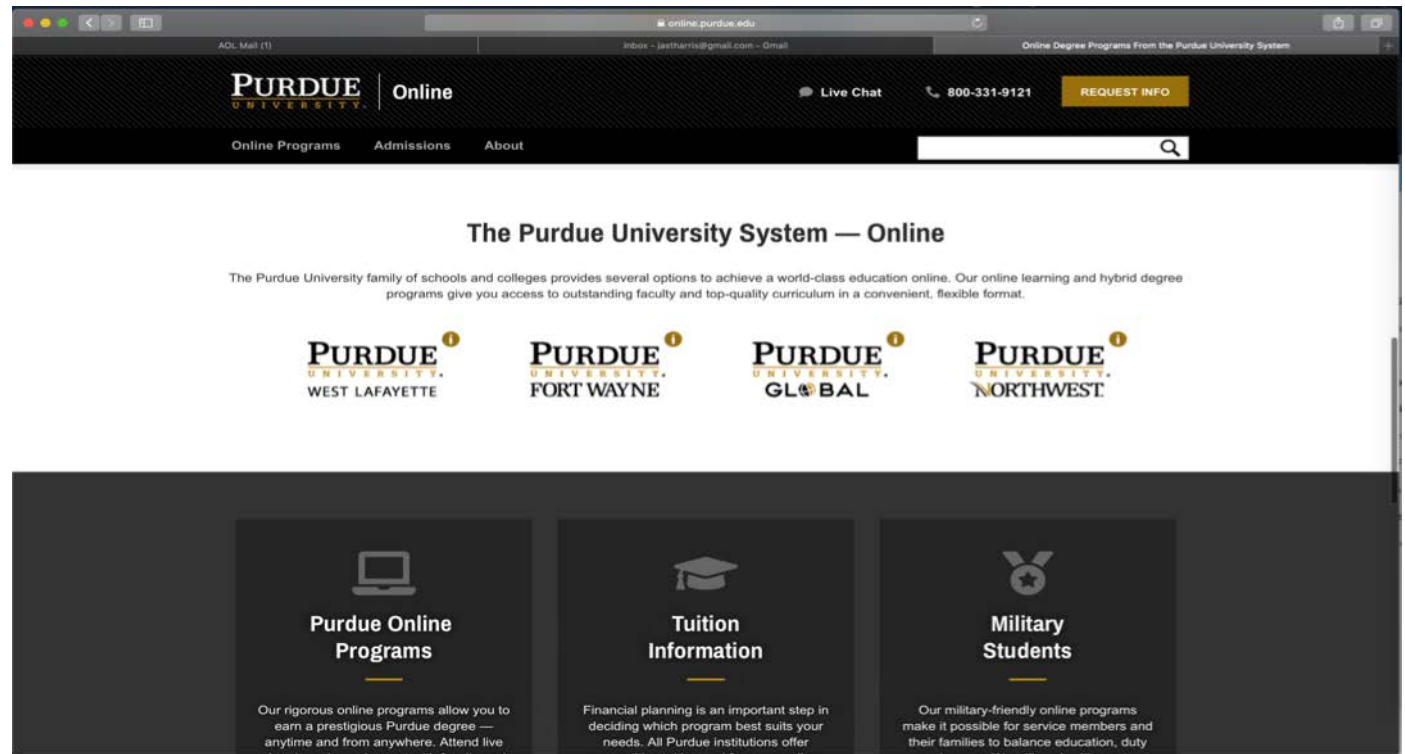 online.purdue.edu
AOL Mail (1)
Inbox - jastharris@gmail.com - Gmail
Online Degree Programs From the Purdue University System
PURDUE
UNIVERSITY.
Online
Live Chat
800-331-9121
REQUEST INFO
Online Programs
Admissions
About
The Purdue University System — Online
The Purdue University family of schools and colleges provides several options to achieve a world-class education online. Our online learning and hybrid degree
programs give you access to outstanding faculty and top-quality curriculum in a convenient, flexible format.
PURDUE
UNIVERSITY.
WEST LAFAYETTE
PURDUE
UNIVERSITY.
FORT WAYNE
PURDUE
UNIVERSITY.
GLOBAL
PURDUE
UNIVERSITY.
NORTHWEST
Purdue Online
Programs
Our rigorous online programs allow you to
earn a prestigious Purdue degree —
anytime and from anywhere. Attend live
Tuition
Information
Financial planning is an important step in
deciding which program best suits your
needs. All Purdue institutions offer
Military
Students
Our military-friendly online programs
make it possible for service members and
their families to balance education, duty